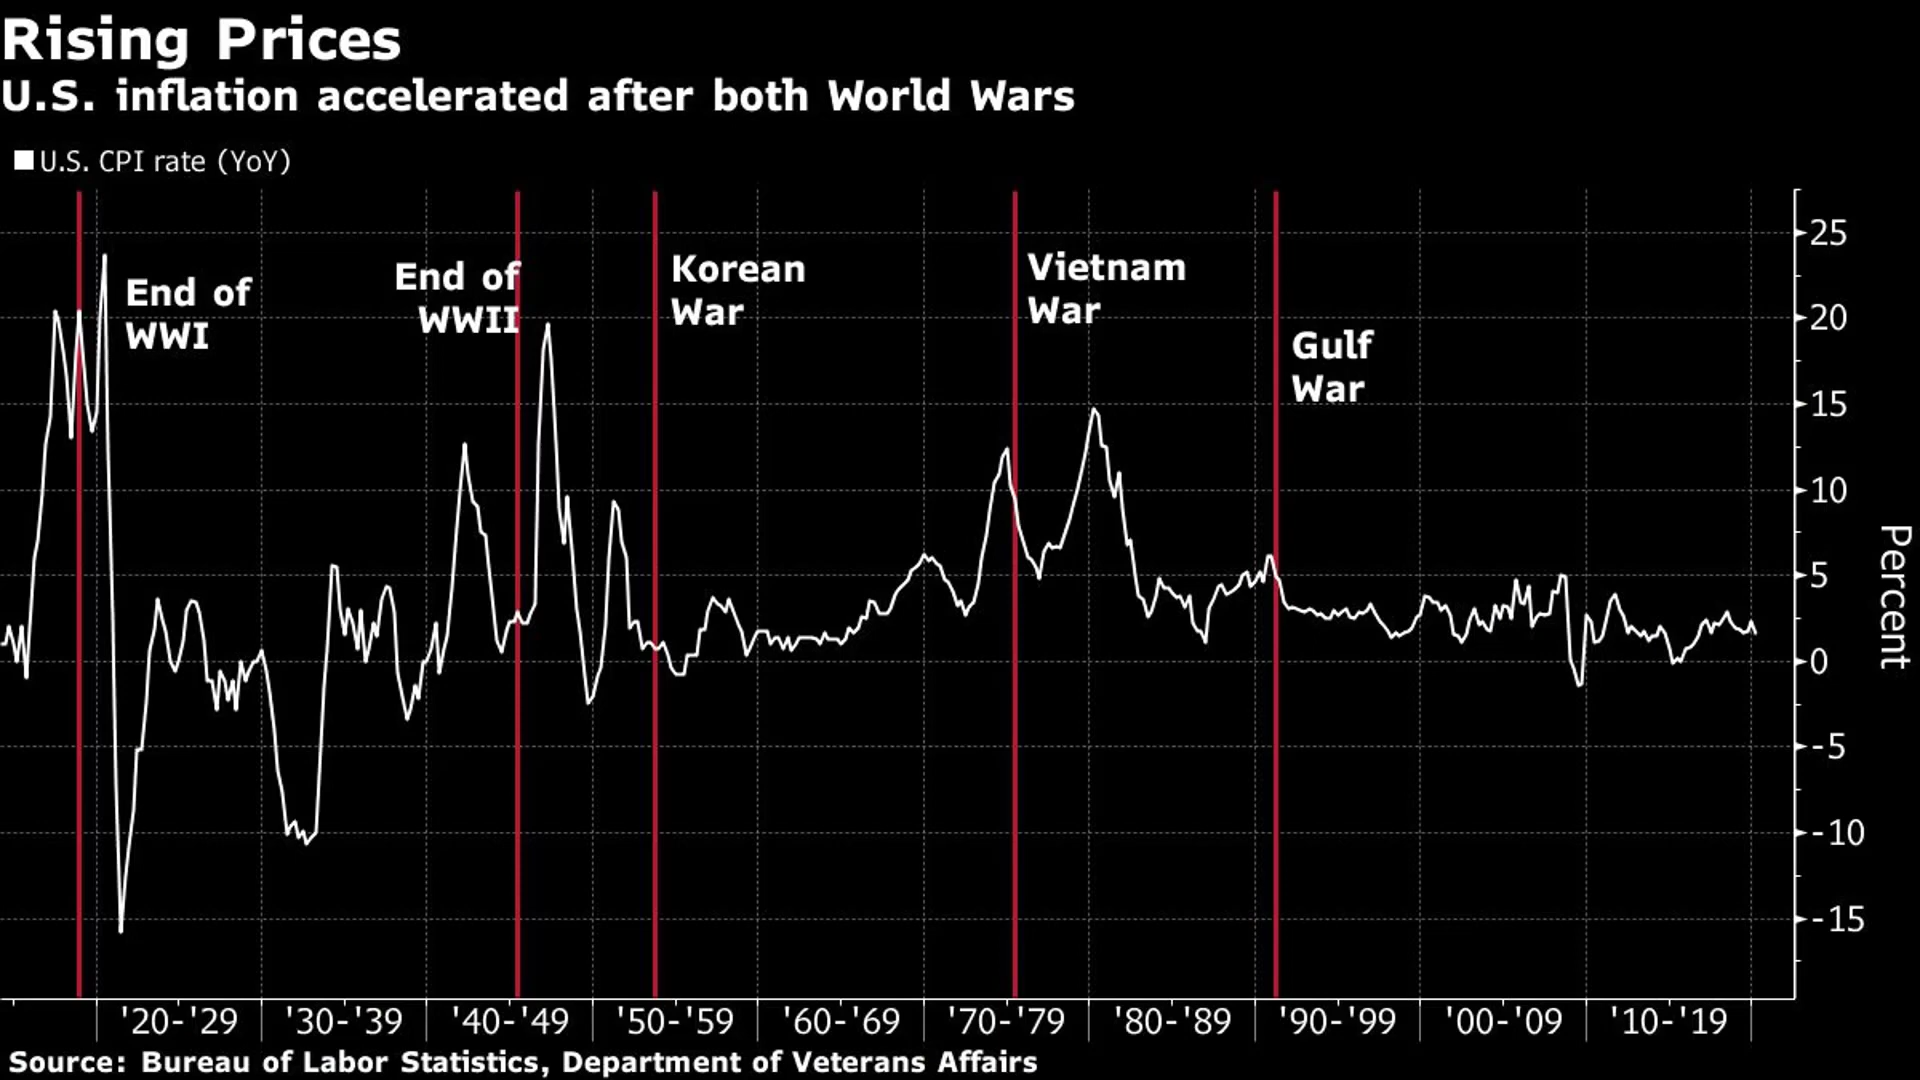 Rising Prices
U.S. inflation accelerated after both World Wars
U.S. CPI rate (YoY)
End of
WWI
End of
WWII
Korean
War
Vietnam
War
Gulf
War
25
20
15
10
5
0
-5
-10
-15
Percent
'20-'29 '30-'39 '40-'49 '50-'59 '60-'69 '70-'79 '80-'89 '90-'99 '00-'09 '10-'19
Source: Bureau of Labor Statistics, Department of Veterans Affairs